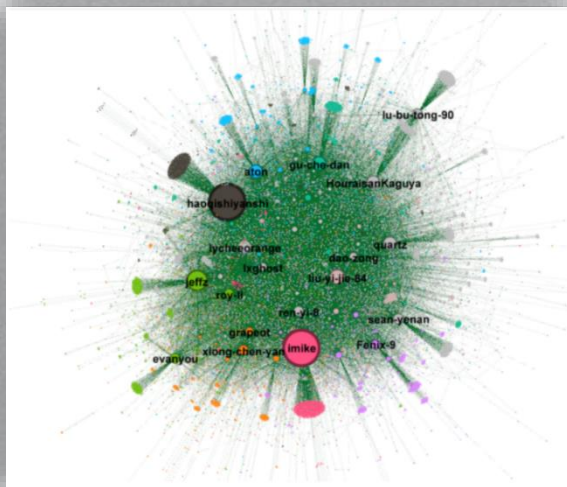 lu-bu-tong-90
gu-che-dan
aton
HouraisanKaguya
haoqishiyanshi
lycheeorange
quartz
dao-zong
lxghost
liu-yi-jie-84
jeffz
roy-li
ren-yi-8
sean-yenan
grapeot
Fenix-9
xiong-chen-yan
imike
evanyou